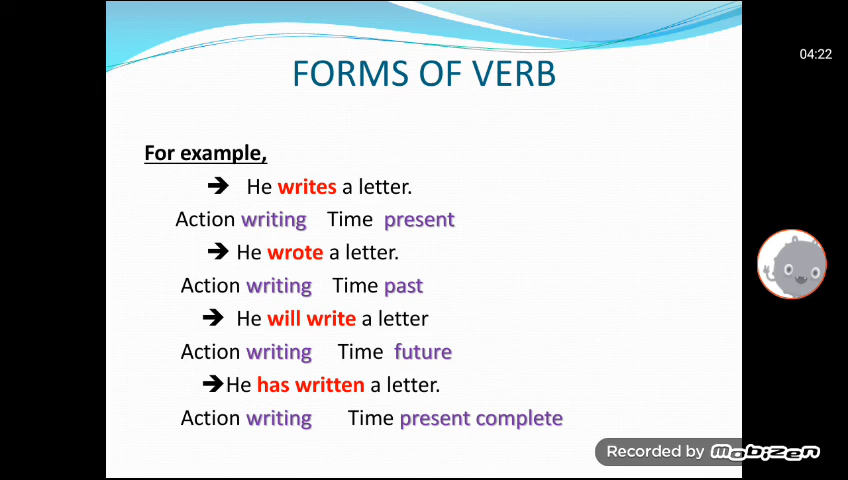 FORMS OF VERB
04:22
For example,
➔ He writes a letter.
Action writing Time present
➔ He wrote a letter.
Action writing Time past
➔ He will write a letter
Action writing Time future
➔He has written a letter.
Action writing Time present complete
Recorded by mobizen